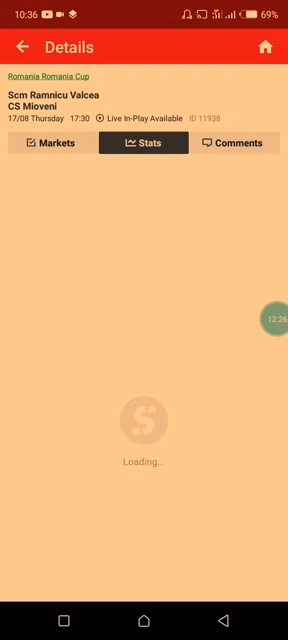 10:36 69%
Details
Romania Romania Cup
Scm Ramnicu Valcea
CS Mioveni
17/08 Thursday 17:30 Live In-Play Available ID 11938
Markets Stats Comments
12:26
Loading...